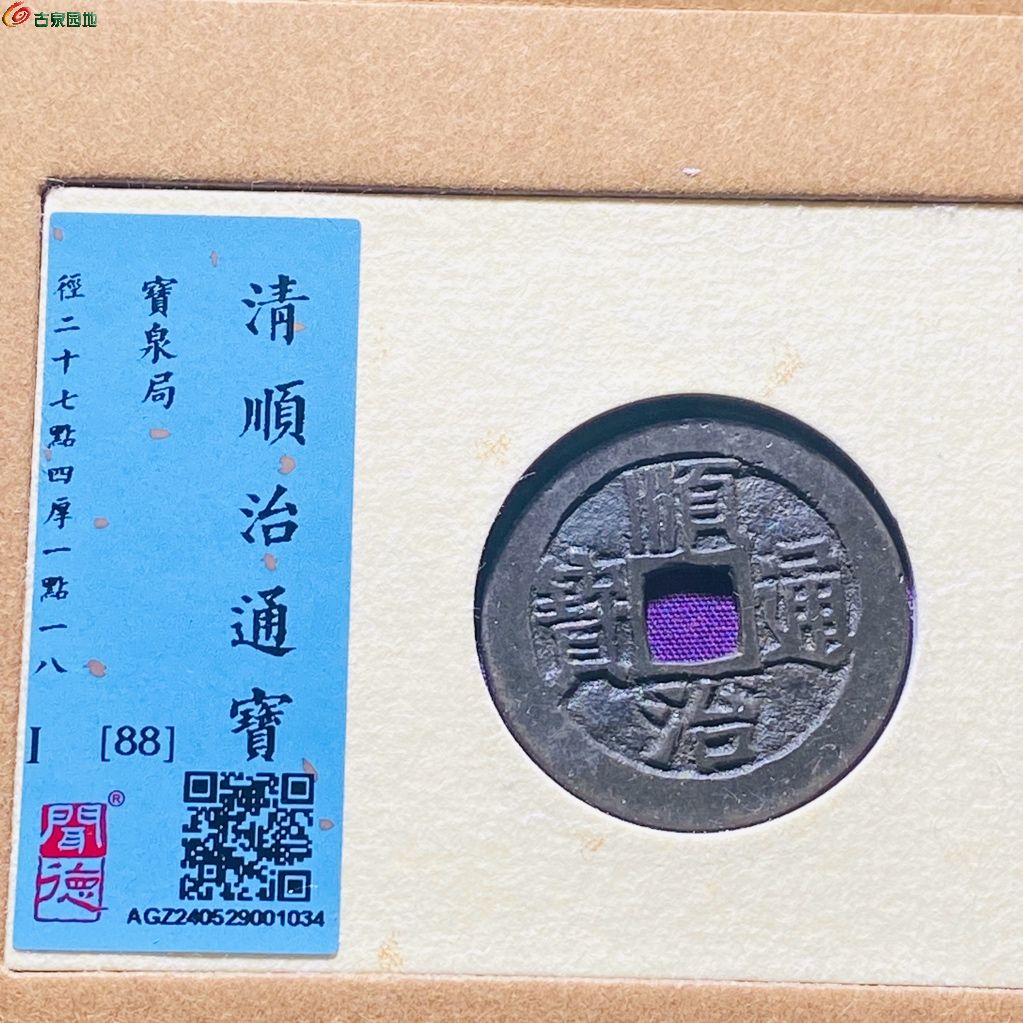 古泉园地
清順治通寶
寶泉局
徑二十七點四厚一點一八
I [88]
聞德®
AGZ240529001034
順治通寶